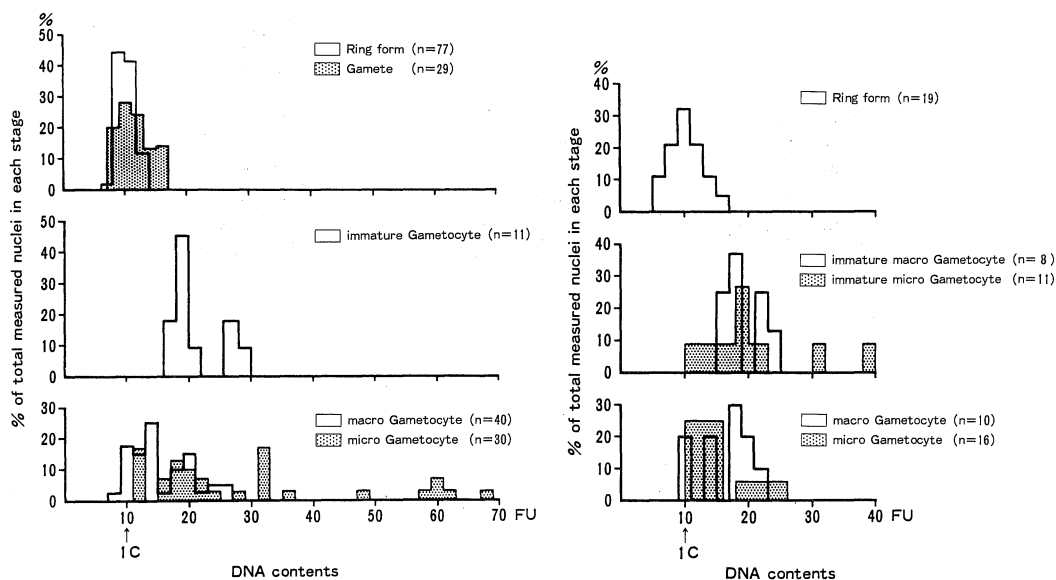 %
50
40
30
20
10
0
Ring form (n=77)
Gamete (n=29)
50
40
30
20
10
0
immature Gametocyte (n=11)
30
20
10
0
macro Gametocyte (n=40)
micro Gametocyte (n=30)
10 20 30 40 50 60 70 FU
↑
1C
DNA contents
% of total measured nuclei in each stage
%
40
30
20
10
0
Ring form (n=19)
40
30
20
10
0
immature macro Gametocyte (n= 8)
immature micro Gametocyte (n=11)
30
20
10
0
macro Gametocyte (n=10)
micro Gametocyte (n=16)
10 20 30 40 FU
↑
1C
DNA contents
% of total measured nuclei in each stage